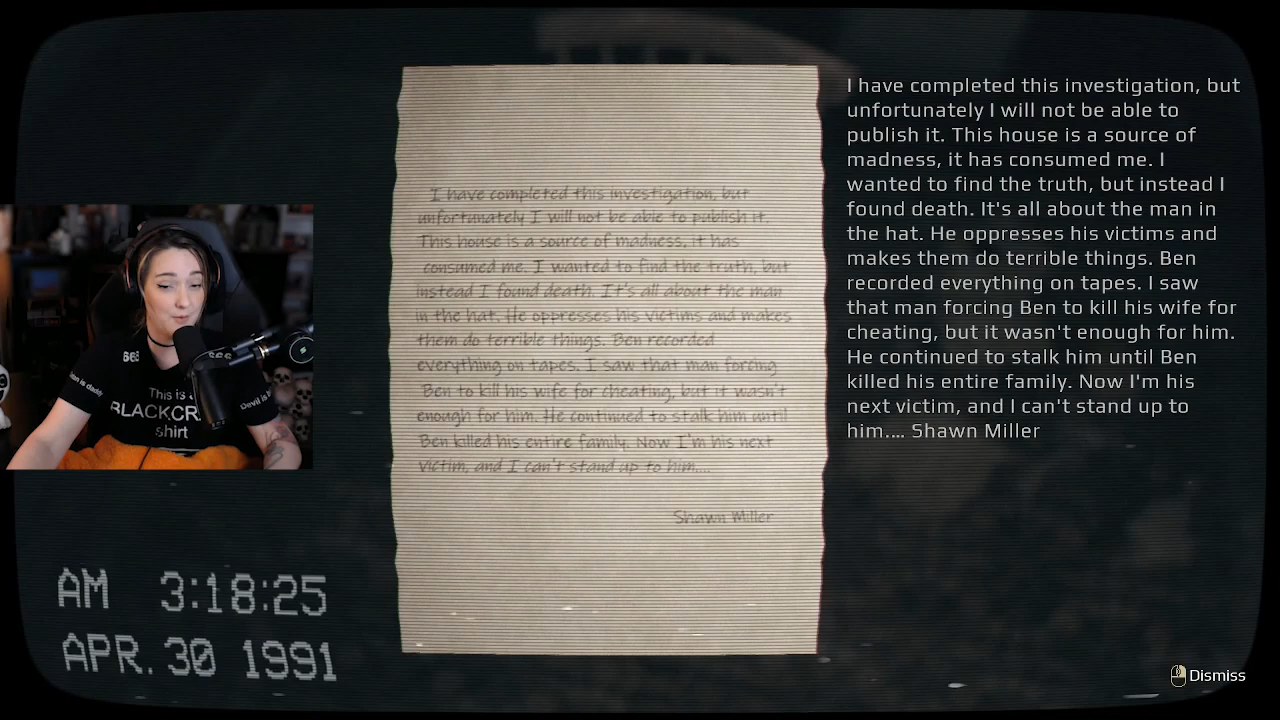 I have completed this investigation, but
unfortunately I will not be able to publish it.
This house is a source of madness, it has
consumed me. I wanted to find the truth, but
instead I found death. It's all about the man
in the hat. He oppresses his victims and makes
them do terrible things. Ben recorded
everything on tapes. I saw that man forcing
Ben to kill his wife for cheating, but it wasn't
enough for him. He continued to stalk him until
Ben killed his entire family. Now I'm his next
victim, and I can't stand up to him....
Shawn Miller
I have completed this investigation, but
unfortunately I will not be able to
publish it. This house is a source of
madness, it has consumed me. I
wanted to find the truth, but instead I
found death. It's all about the man in
the hat. He oppresses his victims and
makes them do terrible things. Ben
recorded everything on tapes. I saw
that man forcing Ben to kill his wife for
cheating, but it wasn't enough for him.
He continued to stalk him until Ben
killed his entire family. Now I'm his
next victim, and I can't stand up to
him.... Shawn Miller
666
This is a
BLACKCR
shirt
Devil is
AM 3:18:25
APR. 30 1991
Dismiss